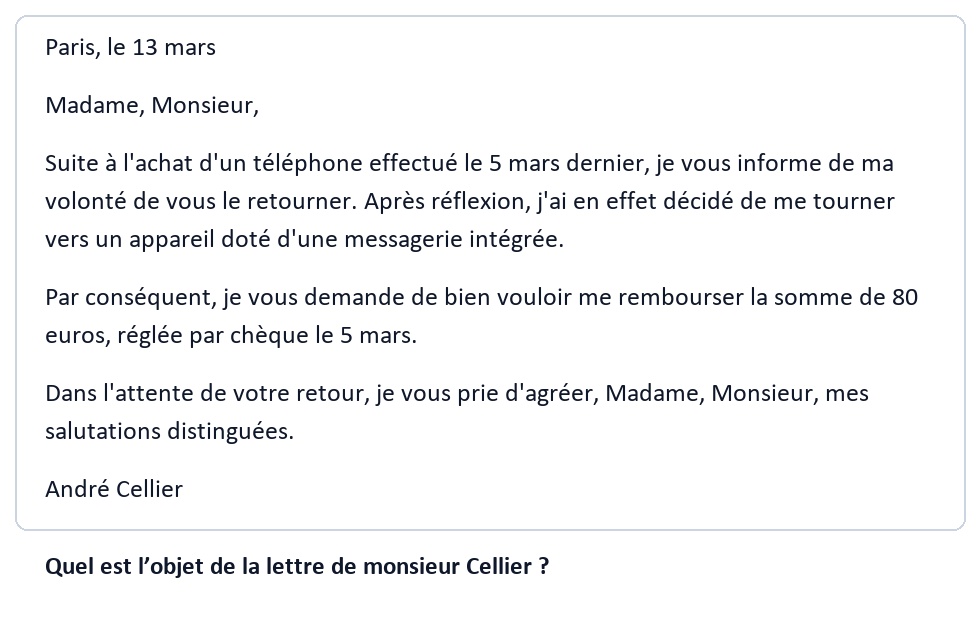 Paris, le 13 mars
Madame, Monsieur,
Suite à l'achat d'un téléphone effectué le 5 mars dernier, je vous informe de ma
volonté de vous le retourner. Après réflexion, j'ai en effet décidé de me tourner
vers un appareil doté d'une messagerie intégrée.
Par conséquent, je vous demande de bien vouloir me rembourser la somme de 80
euros, réglée par chèque le 5 mars.
Dans l'attente de votre retour, je vous prie d'agréer, Madame, Monsieur, mes
salutations distinguées.
André Cellier
Quel est l’objet de la lettre de monsieur Cellier ?